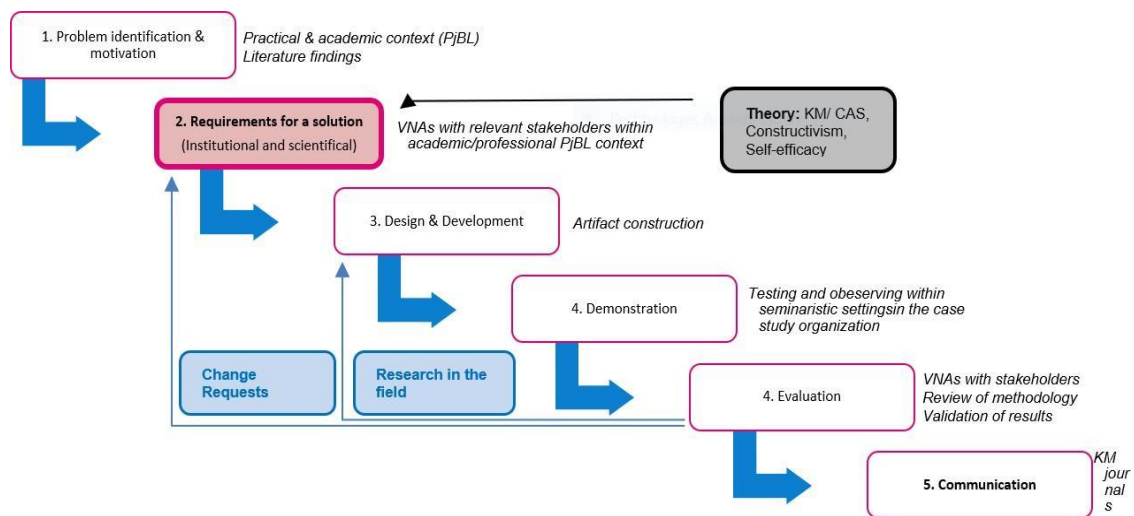 1. Problem identification &
motivation
Practical & academic context (PjBL)
Literature findings
2. Requirements for a solution
(Institutional and scientifical)
VNAs with relevant stakeholders within
academic/professional PjBL context
Theory: KM/ CAS,
Constructivism,
Self-efficacy
3. Design & Development
Artifact construction
4. Demonstration
Testing and obeserving within
seminaristic settingsin the case
study organization
Change
Requests
Research in the
field
4. Evaluation
VNAs with stakeholders
Review of methodology
Validation of results
5. Communication
KM
jour
nal
s